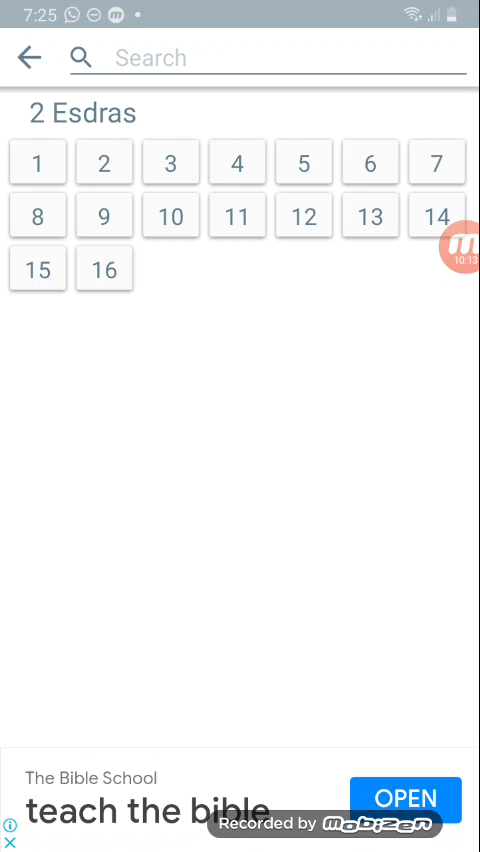 7:25
Search
2 Esdras
1 2 3 4 5 6 7
8 9 10 11 12 13 14
10:13
15 16
The Bible School
teach the bible
OPEN
Recorded by mobizen